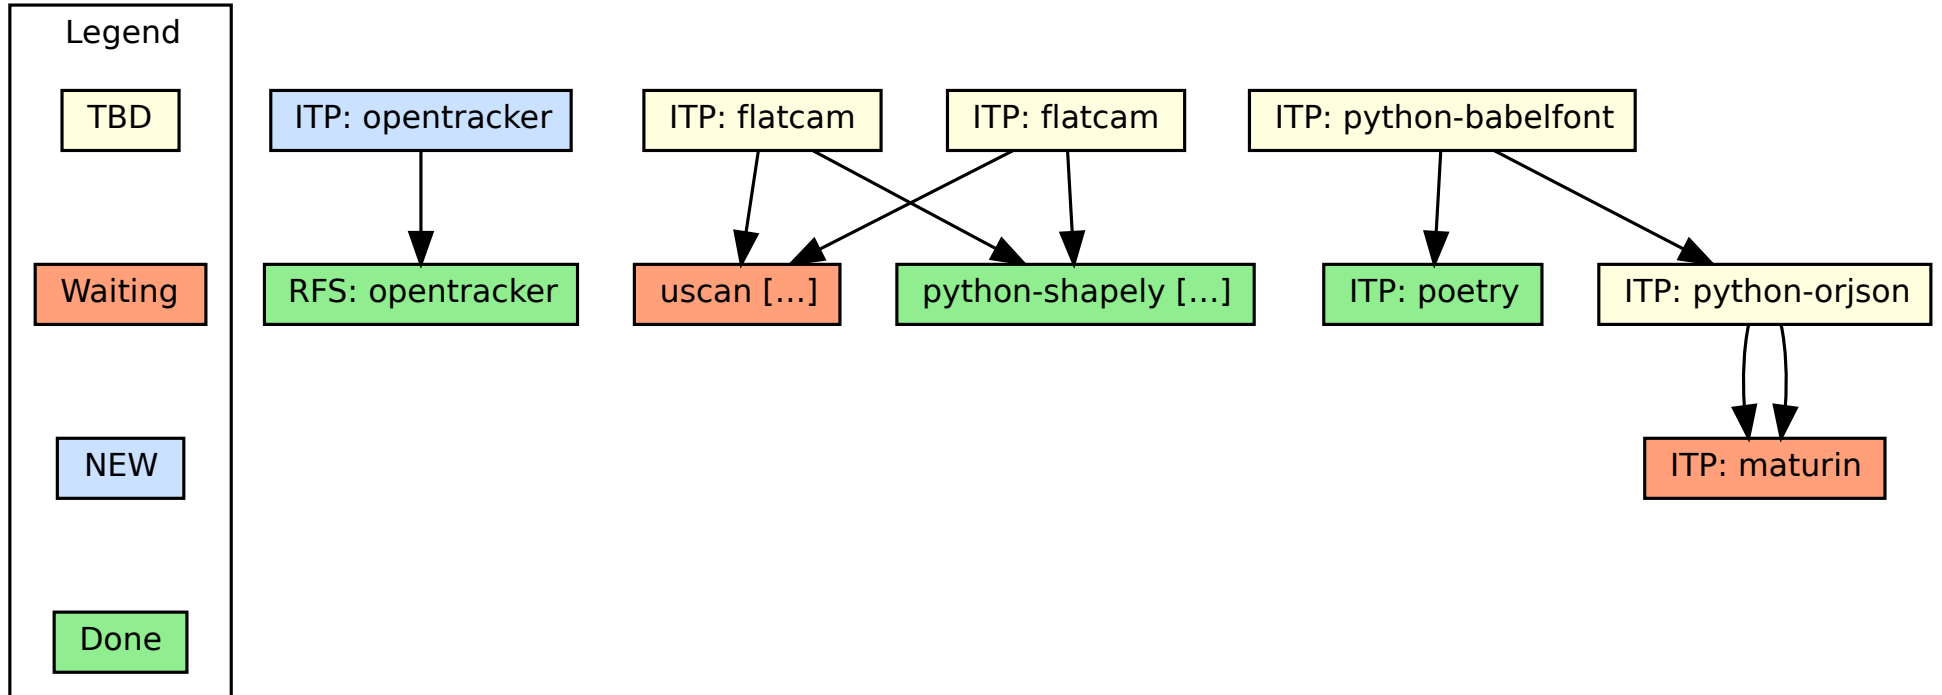 Legend
TBD
Waiting
NEW
Done
ITP: opentracker
RFS: opentracker
ITP: flatcam
ITP: flatcam
uscan [...]
python-shapely [...]
ITP: python-babelfont
ITP: poetry
ITP: python-orjson
ITP: maturin